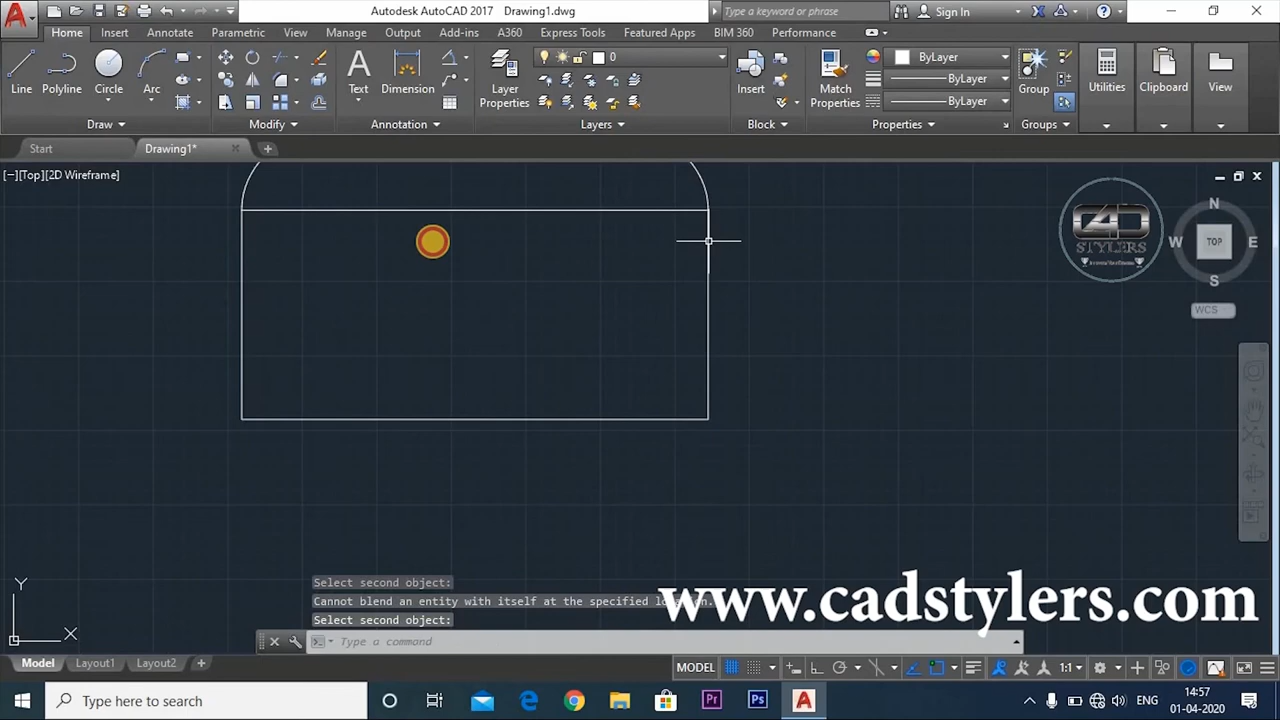 Autodesk AutoCAD 2017 Drawing1.dwg
Type a keyword or phrase
Sign In
Home Insert Annotate Parametric View Manage Output Add-ins A360 Express Tools Featured Apps BIM 360 Performance
0
ByLayer
ByLayer
ByLayer
Line Polyline Circle Arc Text Dimension Layer Properties Insert Match Properties Group Utilities Clipboard View
Draw Modify Annotation Layers Block Properties Groups
Start Drawing1*
[−][Top][2D Wireframe]
CAD
STYLERS
N
W TOP E
S
WCS
Y
X
Select second object:
Cannot blend an entity with itself at the specified
Select second object:
www.cadstylers.com
Type a command
Model Layout1 Layout2
MODEL 1:1
Type here to search
Pr Ps A
ENG
14:57
01-04-2020